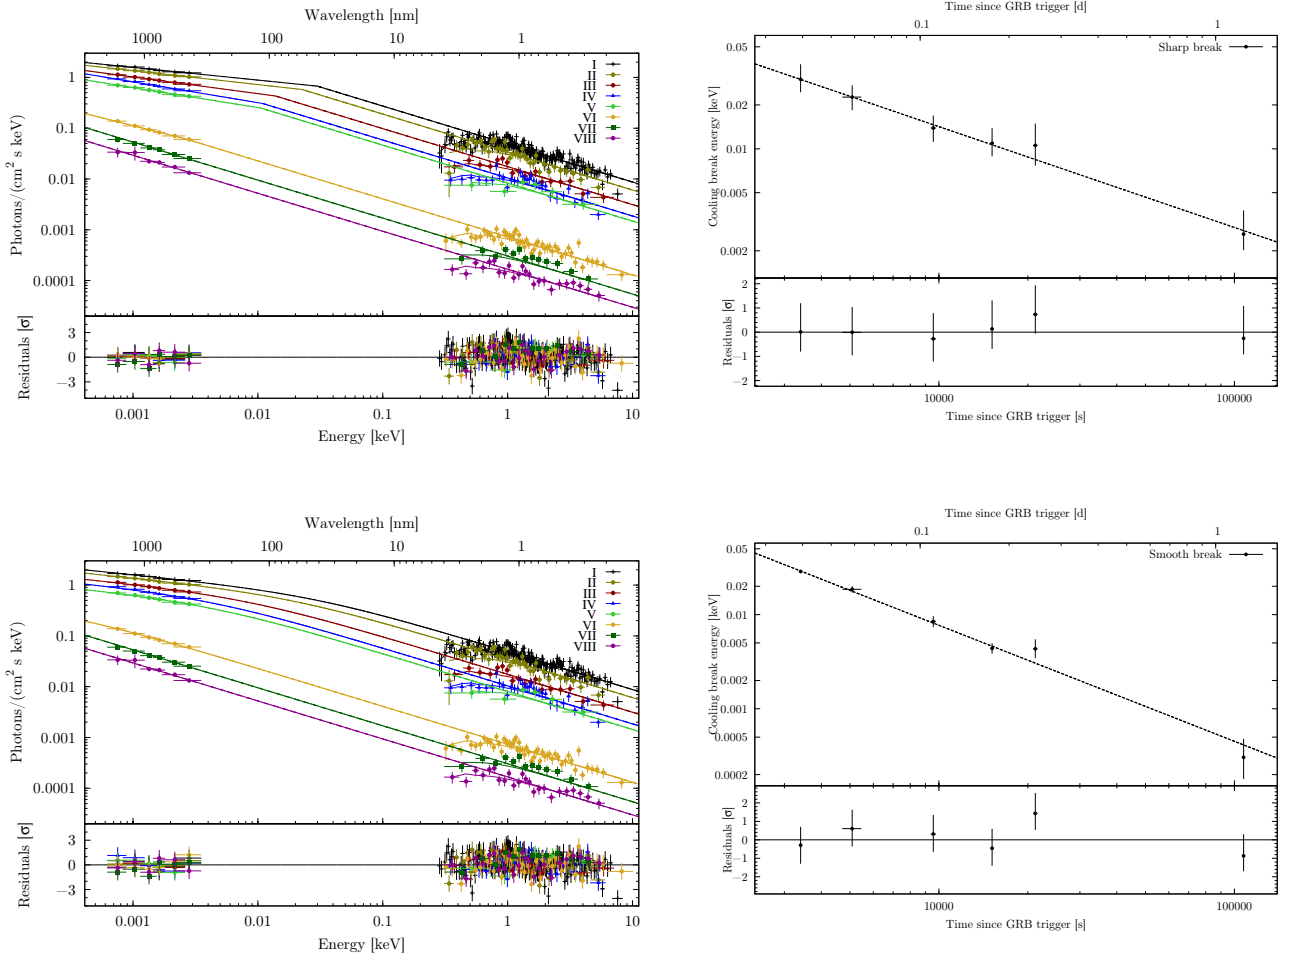 Wavelength [nm]
1000 100 10 1
Photons/(cm² s keV)
1
0.1
0.01
0.001
0.0001
I
II
III
IV
V
VI
VII
VIII
Residuals [σ]
3
0
−3
0.001 0.01 0.1 1 10
Energy [keV]
Time since GRB trigger [d]
0.1 1
Cooling break energy [keV]
0.05
0.02
0.01
0.005
0.002
Sharp break
Residuals [σ]
2
1
0
−1
−2
10000 100000
Time since GRB trigger [s]
Wavelength [nm]
1000 100 10 1
Photons/(cm² s keV)
1
0.1
0.01
0.001
0.0001
I
II
III
IV
V
VI
VII
VIII
Residuals [σ]
3
0
−3
0.001 0.01 0.1 1 10
Energy [keV]
Time since GRB trigger [d]
0.1 1
Cooling break energy [keV]
0.05
0.02
0.01
0.005
0.002
0.001
0.0005
0.0002
Smooth break
Residuals [σ]
2
1
0
−1
−2
10000 100000
Time since GRB trigger [s]